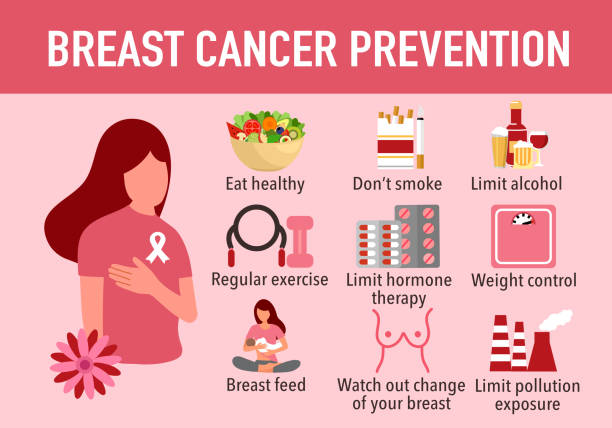 BREAST CANCER PREVENTION
Eat healthy
Don't smoke
Limit alcohol
Regular exercise
Limit hormone
therapy
Weight control
Breast feed
Watch out change
of your breast
Limit pollution
exposure